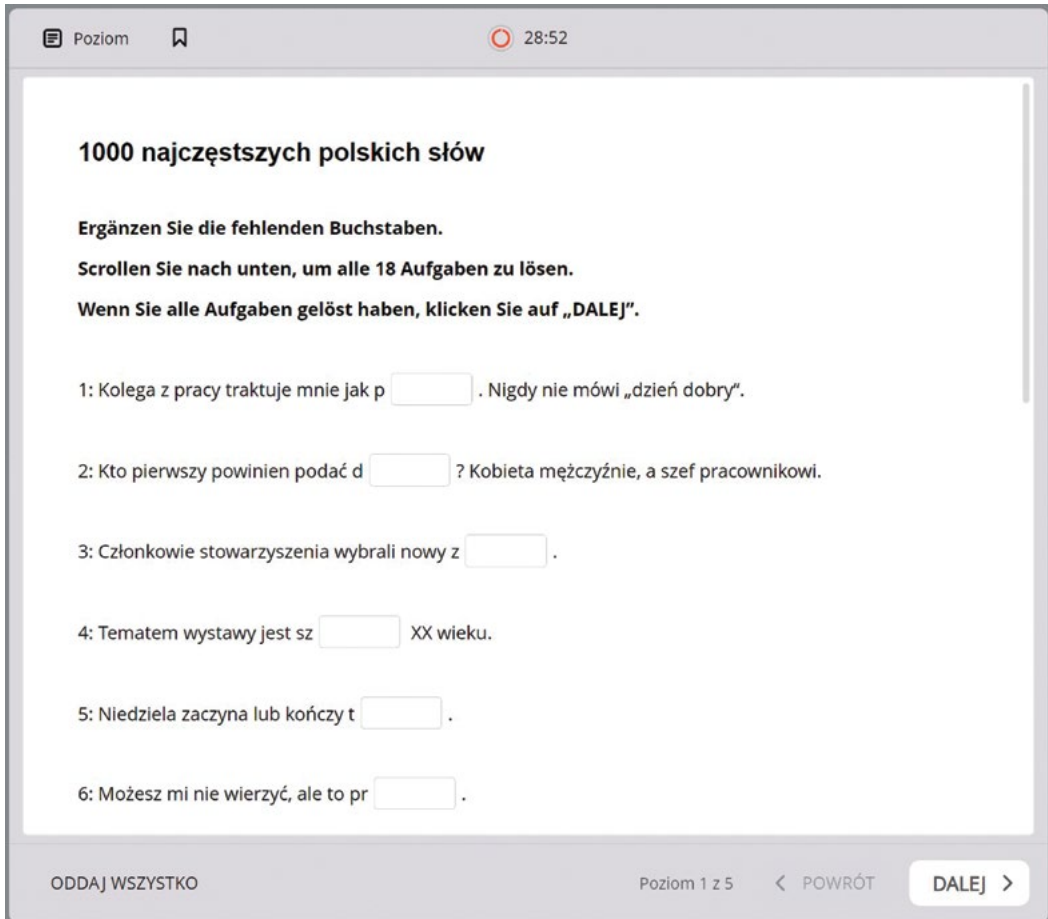 Poziom
28:52
1000 najczęstszych polskich słów
Ergänzen Sie die fehlenden Buchstaben.
Scrollen Sie nach unten, um alle 18 Aufgaben zu lösen.
Wenn Sie alle Aufgaben gelöst haben, klicken Sie auf „DALEJ”.
1: Kolega z pracy traktuje mnie jak p . Nigdy nie mówi „dzień dobry“.
2: Kto pierwszy powinien podać d ? Kobieta mężczyźnie, a szef pracownikowi.
3: Członkowie stowarzyszenia wybrali nowy z .
4: Tematem wystawy jest sz XX wieku.
5: Niedziela zaczyna lub kończy t .
6: Możesz mi nie wierzyć, ale to pr .
ODDAJ WSZYSTKO Poziom 1 z 5 POWRÓT DALEJ